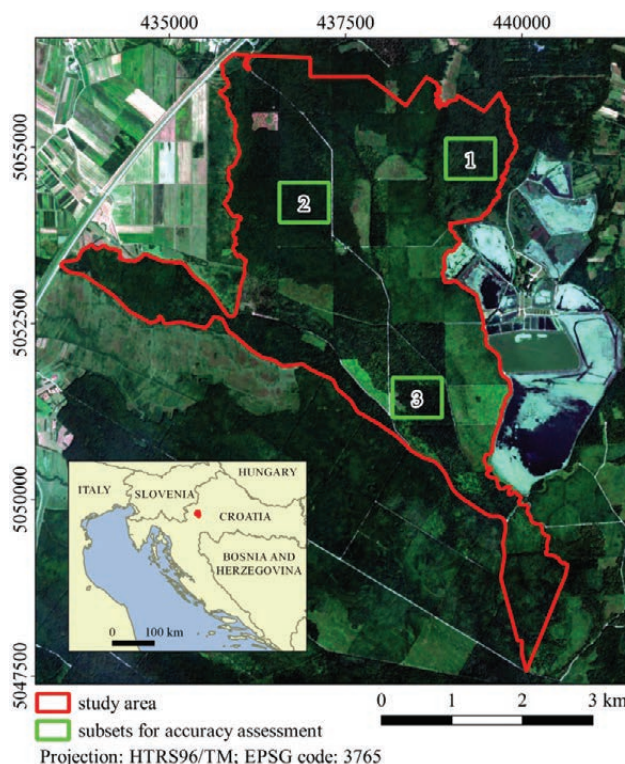 435000 437500 440000
5055000
5052500
5050000
5047500
1
2
3
HUNGARY
ITALY
SLOVENIA
CROATIA
BOSNIA AND
HERZEGOVINA
0 100 km
study area
subsets for accuracy assessment
0 1 2 3 km
Projection: HTRS96/TM; EPSG code: 3765